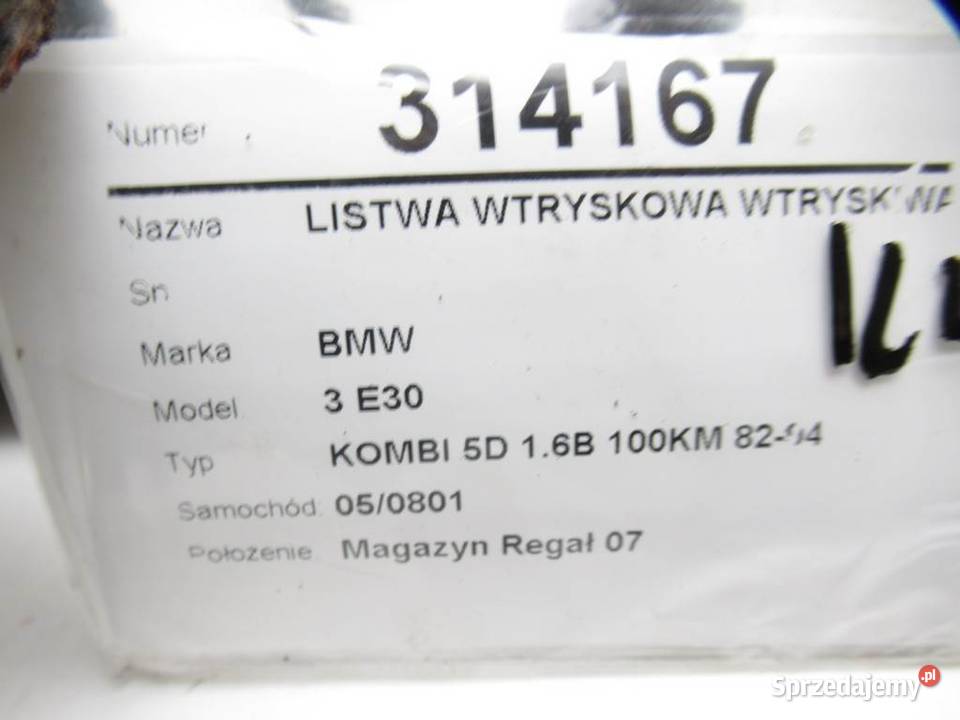 Numer 314167
Nazwa LISTWA WTRYSKOWA
Sn
Marka BMW
Model 3 E30
Typ KOMBI 5D 1.6B 100KM 82-94
Samochód: 05/0801
Położenie Magazyn Regał 07
Sprzedajemy.pl